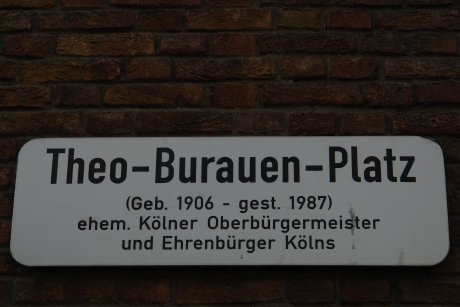 Theo-Burauen-Platz
(Geb. 1906 - gest. 1987)
ehem. Kölner Oberbürgermeister
und Ehrenbürger Kölns